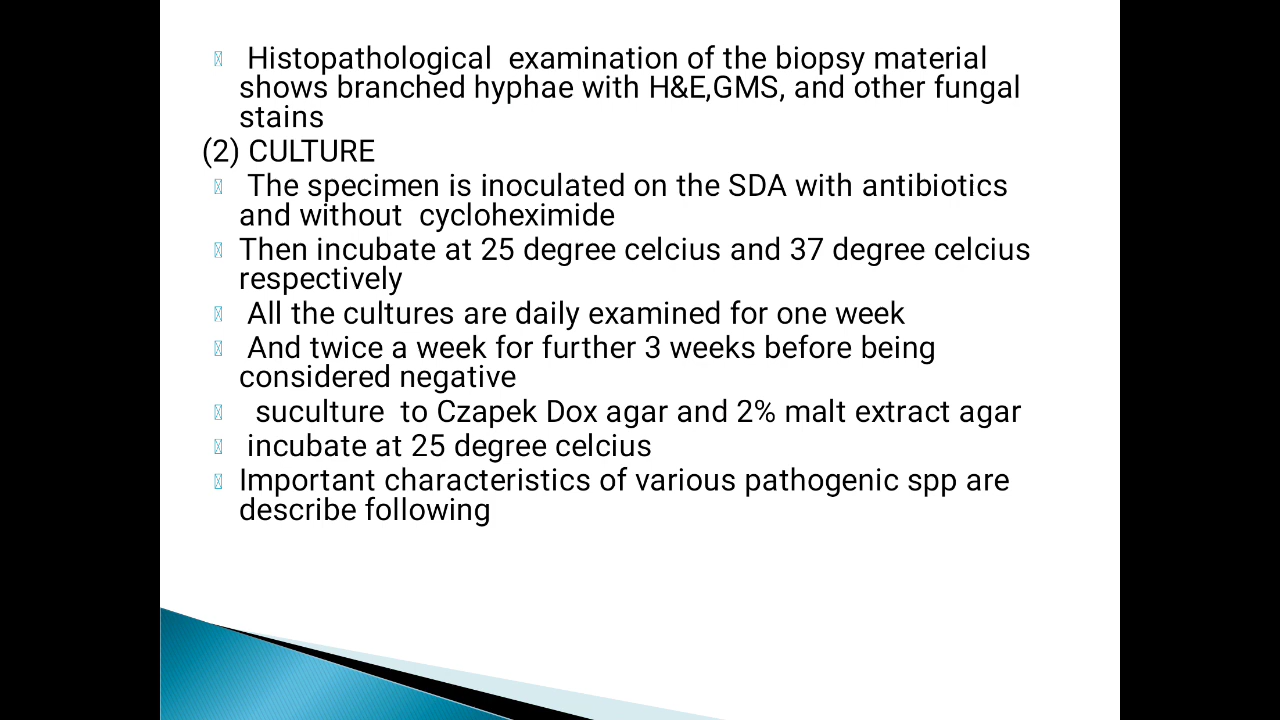 Histopathological  examination of the biopsy material
shows branched hyphae with H&E,GMS, and other fungal
stains
(2) CULTURE
The specimen is inoculated on the SDA with antibiotics
and without  cycloheximide
Then incubate at 25 degree celcius and 37 degree celcius
respectively
All the cultures are daily examined for one week
And twice a week for further 3 weeks before being
considered negative
suculture  to Czapek Dox agar and 2% malt extract agar
incubate at 25 degree celcius
Important characteristics of various pathogenic spp are
describe following